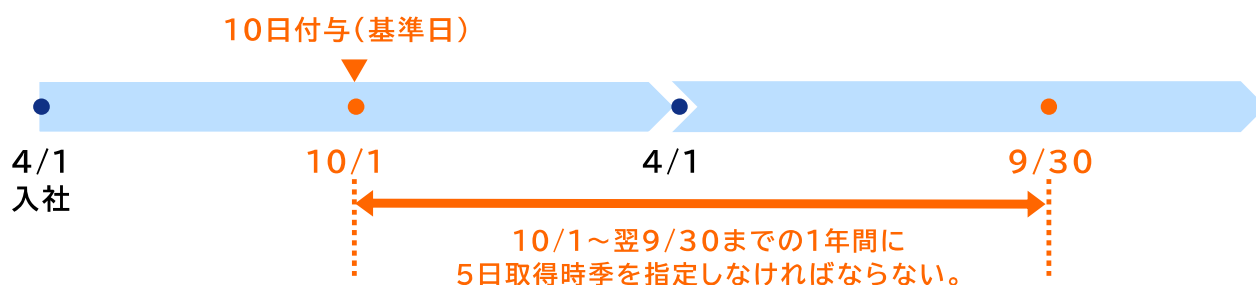 10日付与（基準日）
4/1
入社
10/1
4/1
9/30
10/1～翌9/30までの1年間に
5日取得時季を指定しなければならない。